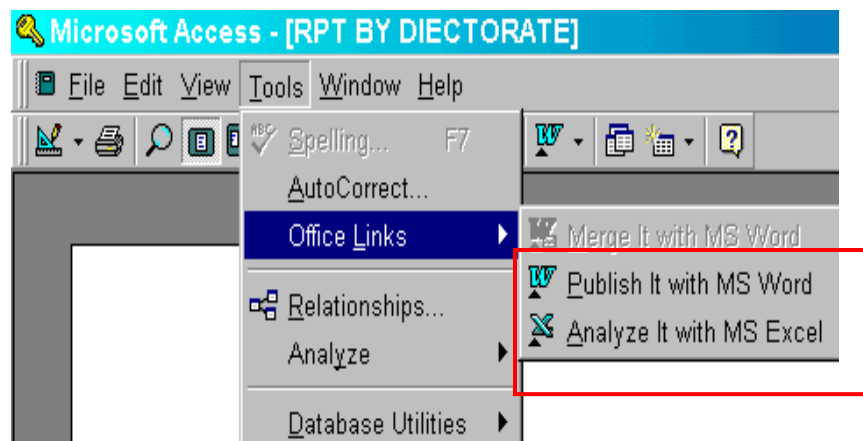 Microsoft Access - [RPT BY DIECTORATE]
File Edit View Tools Window Help
ABC Spelling... F7
AutoCorrect...
Office Links
Merge It with MS Word
Publish It with MS Word
Analyze It with MS Excel
Relationships...
Analyze
Database Utilities